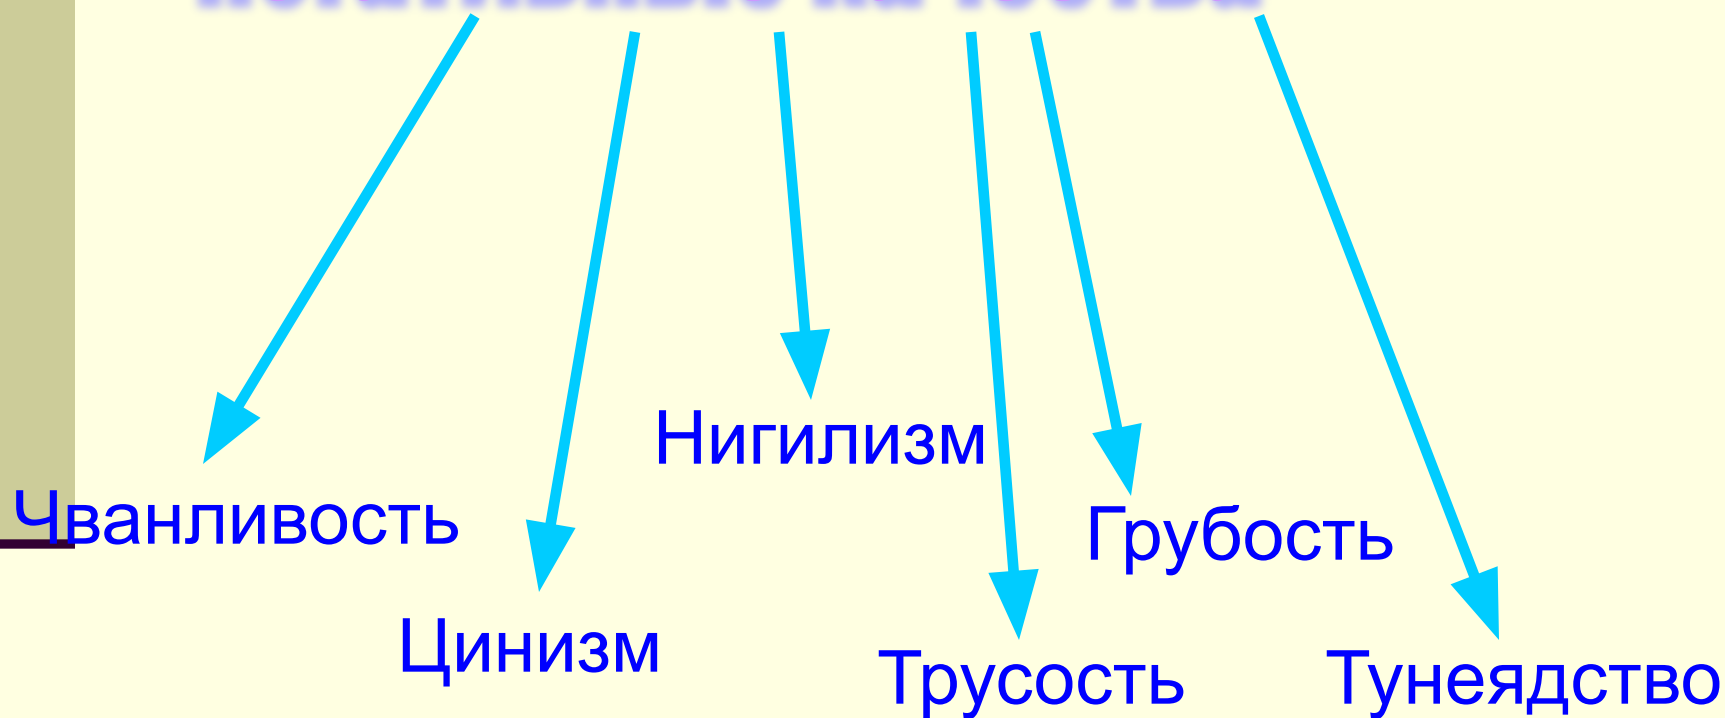 Нигилизм
Чванливость
Грубость
Цинизм
Трусость
Тунеядство